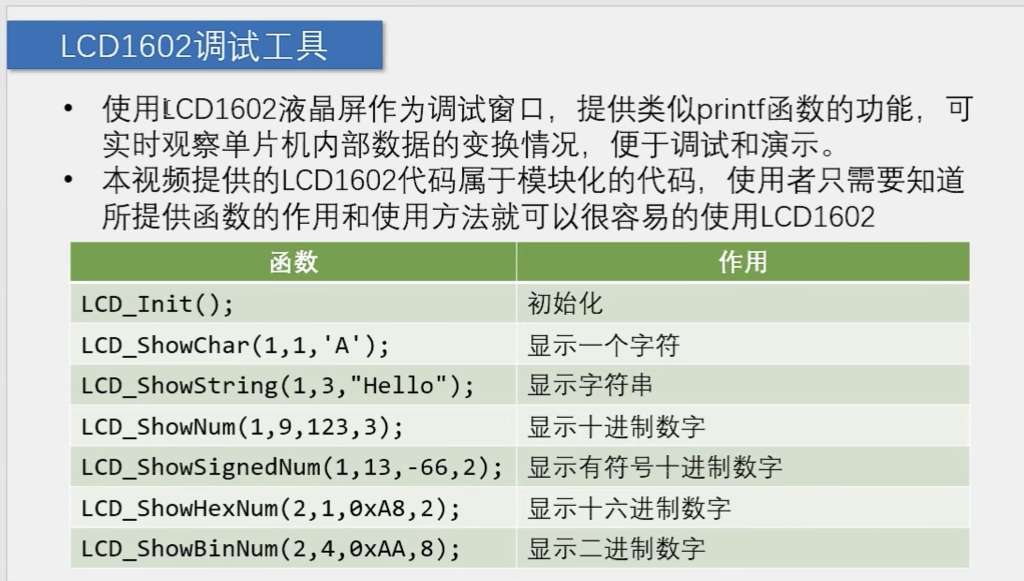 LCD1602调试工具
• 使用LCD1602液晶屏作为调试窗口，提供类似printf函数的功能，可
实时观察单片机内部数据的变换情况，便于调试和演示。
• 本视频提供的LCD1602代码属于模块化的代码，使用者只需要知道
所提供函数的作用和使用方法就可以很容易的使用LCD1602
函数 作用
LCD_Init(); 初始化
LCD_ShowChar(1,1,'A'); 显示一个字符
LCD_ShowString(1,3,"Hello"); 显示字符串
LCD_ShowNum(1,9,123,3); 显示十进制数字
LCD_ShowSignedNum(1,13,-66,2); 显示有符号十进制数字
LCD_ShowHexNum(2,1,0xA8,2); 显示十六进制数字
LCD_ShowBinNum(2,4,0xAA,8); 显示二进制数字